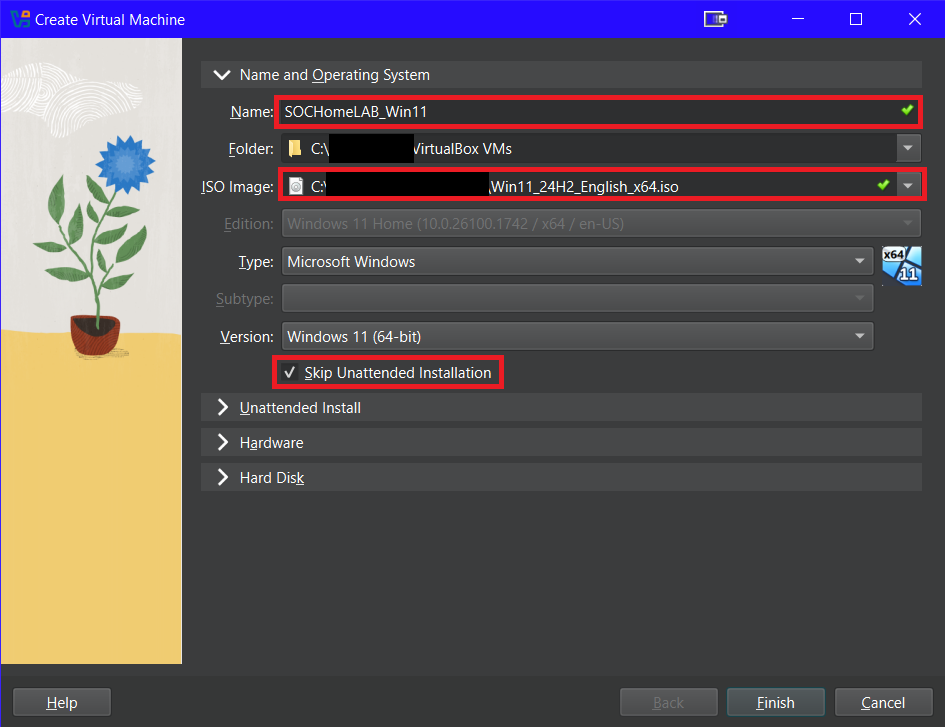 Create Virtual Machine
Name and Operating System
Name: SOCHomeLAB_Win11
Folder: C:\ VirtualBox VMs
ISO Image: C:\ \Win11_24H2_English_x64.iso
Edition: Windows 11 Home (10.0.26100.1742 / x64 / en-US)
Type: Microsoft Windows
x64
11
Subtype:
Version: Windows 11 (64-bit)
Skip Unattended Installation
Unattended Install
Hardware
Hard Disk
Help Back Finish Cancel